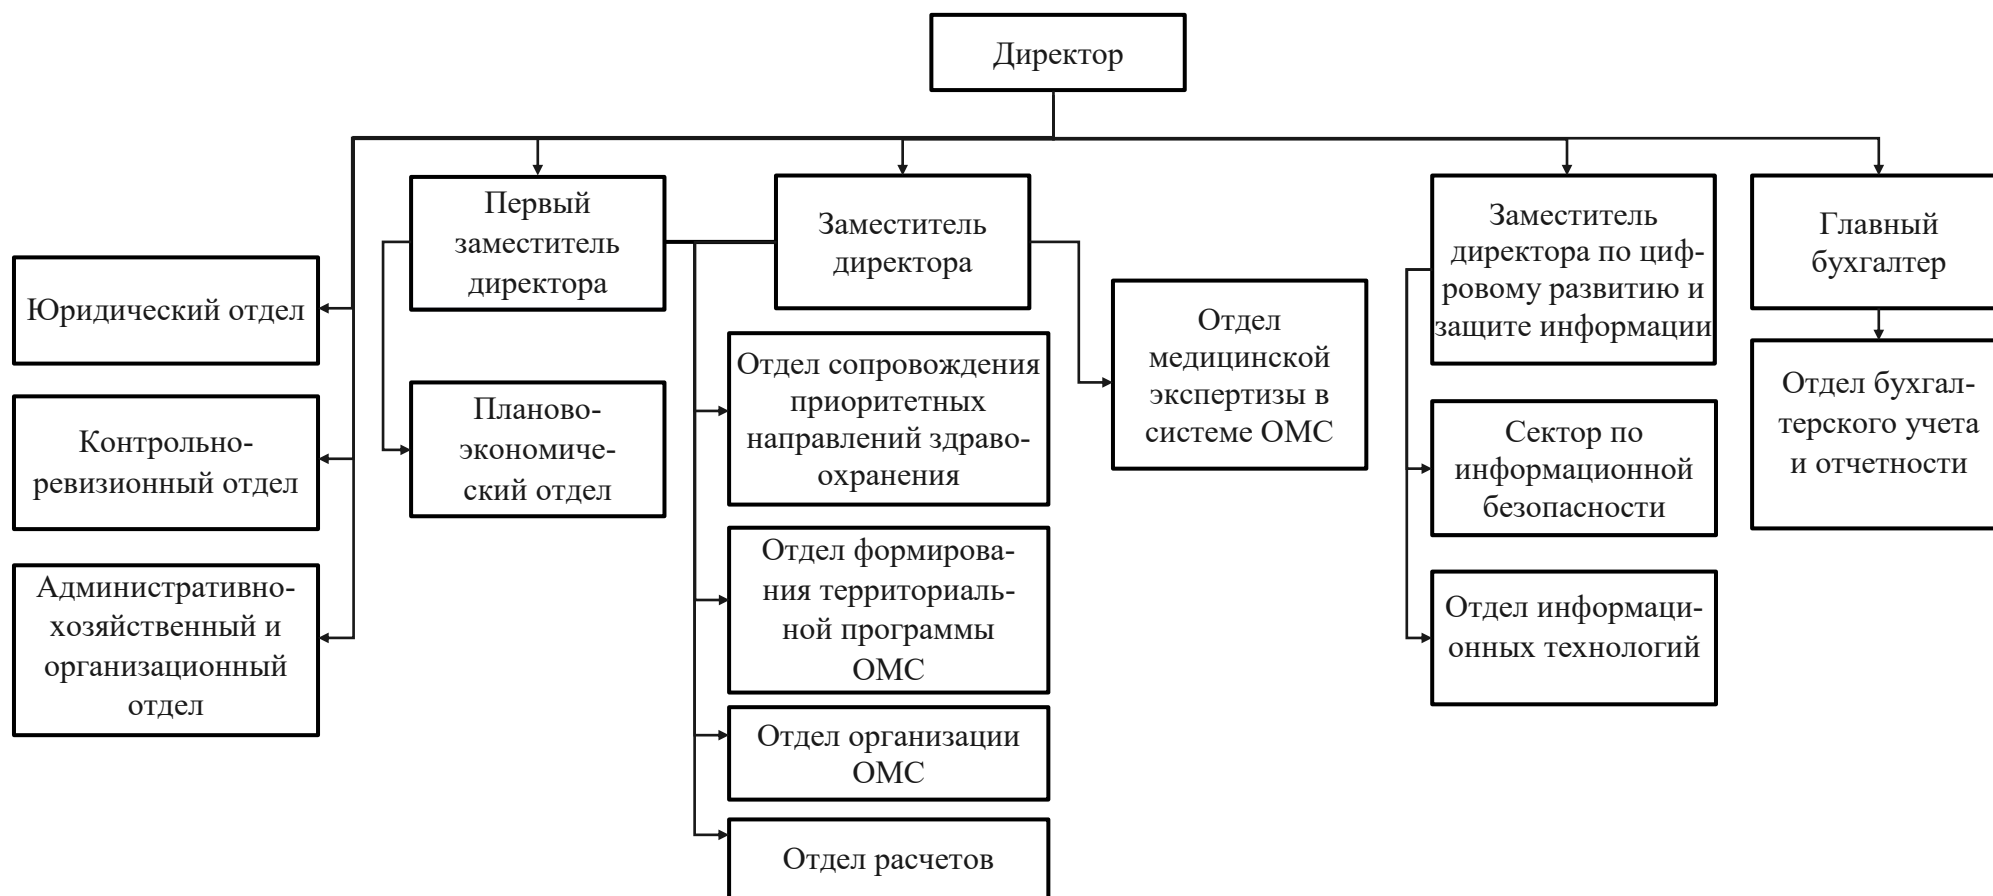 Директор
Первый
заместитель
директора
Заместитель
директора
Заместитель
директора по циф-
ровому развитию и
защите информации
Главный
бухгалтер
Юридический отдел
Контрольно-
ревизионный отдел
Административно-
хозяйственный и
организационный
отдел
Планово-
экономиче-
ский отдел
Отдел сопровождения
приоритетных
направлений здраво-
охранения
Отдел формирова-
ния территориаль-
ной программы
ОМС
Отдел организации
ОМС
Отдел расчетов
Отдел
медицинской
экспертизы в
системе ОМС
Сектор по
информационной
безопасности
Отдел информаци-
онных технологий
Отдел бухгал-
терского учета
и отчетности